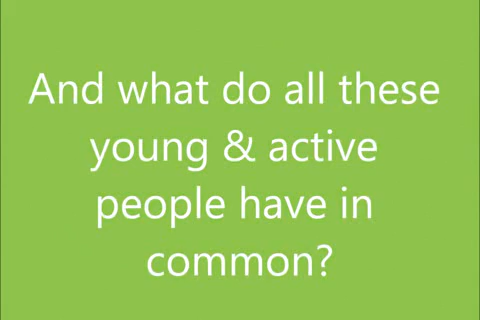 And what do all these
young & active
people have in
common?